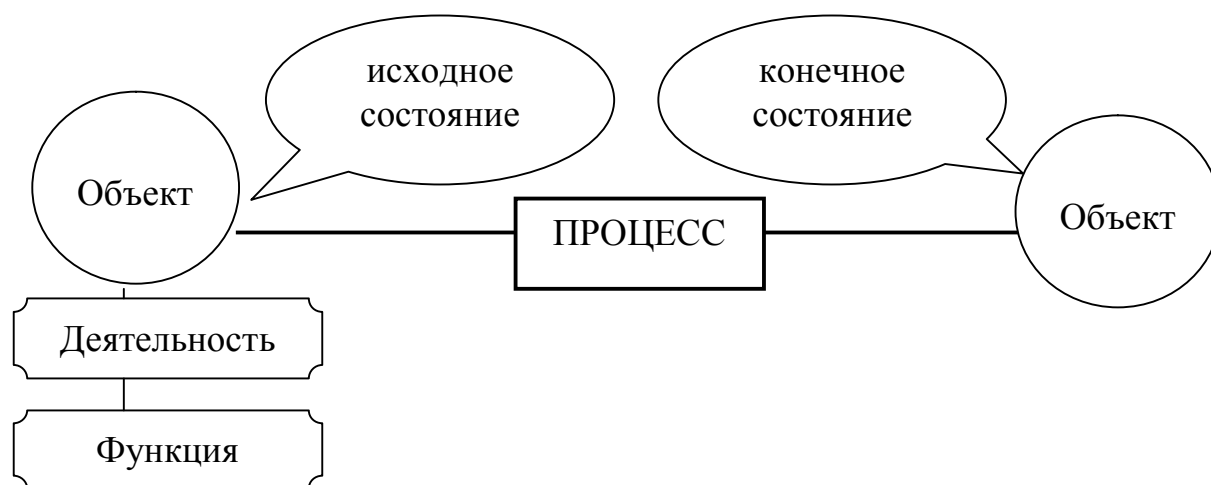 исходное
состояние
конечное
состояние
Объект
ПРОЦЕСС
Объект
Деятельность
Функция